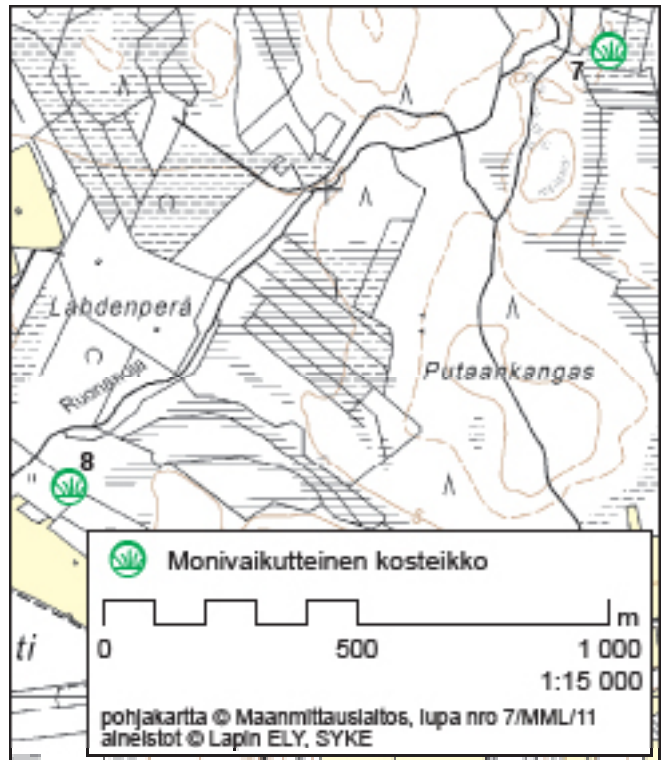 7
Lahdenperä
Putaankangas
Ruonanoja
8
Monivaikutteinen kosteikko
m
0 500 1 000
1:15 000
ti
pohjakartta © Maanmittauslaitos, lupa nro 7/MML/11
aineistot © Lapin ELY, SYKE